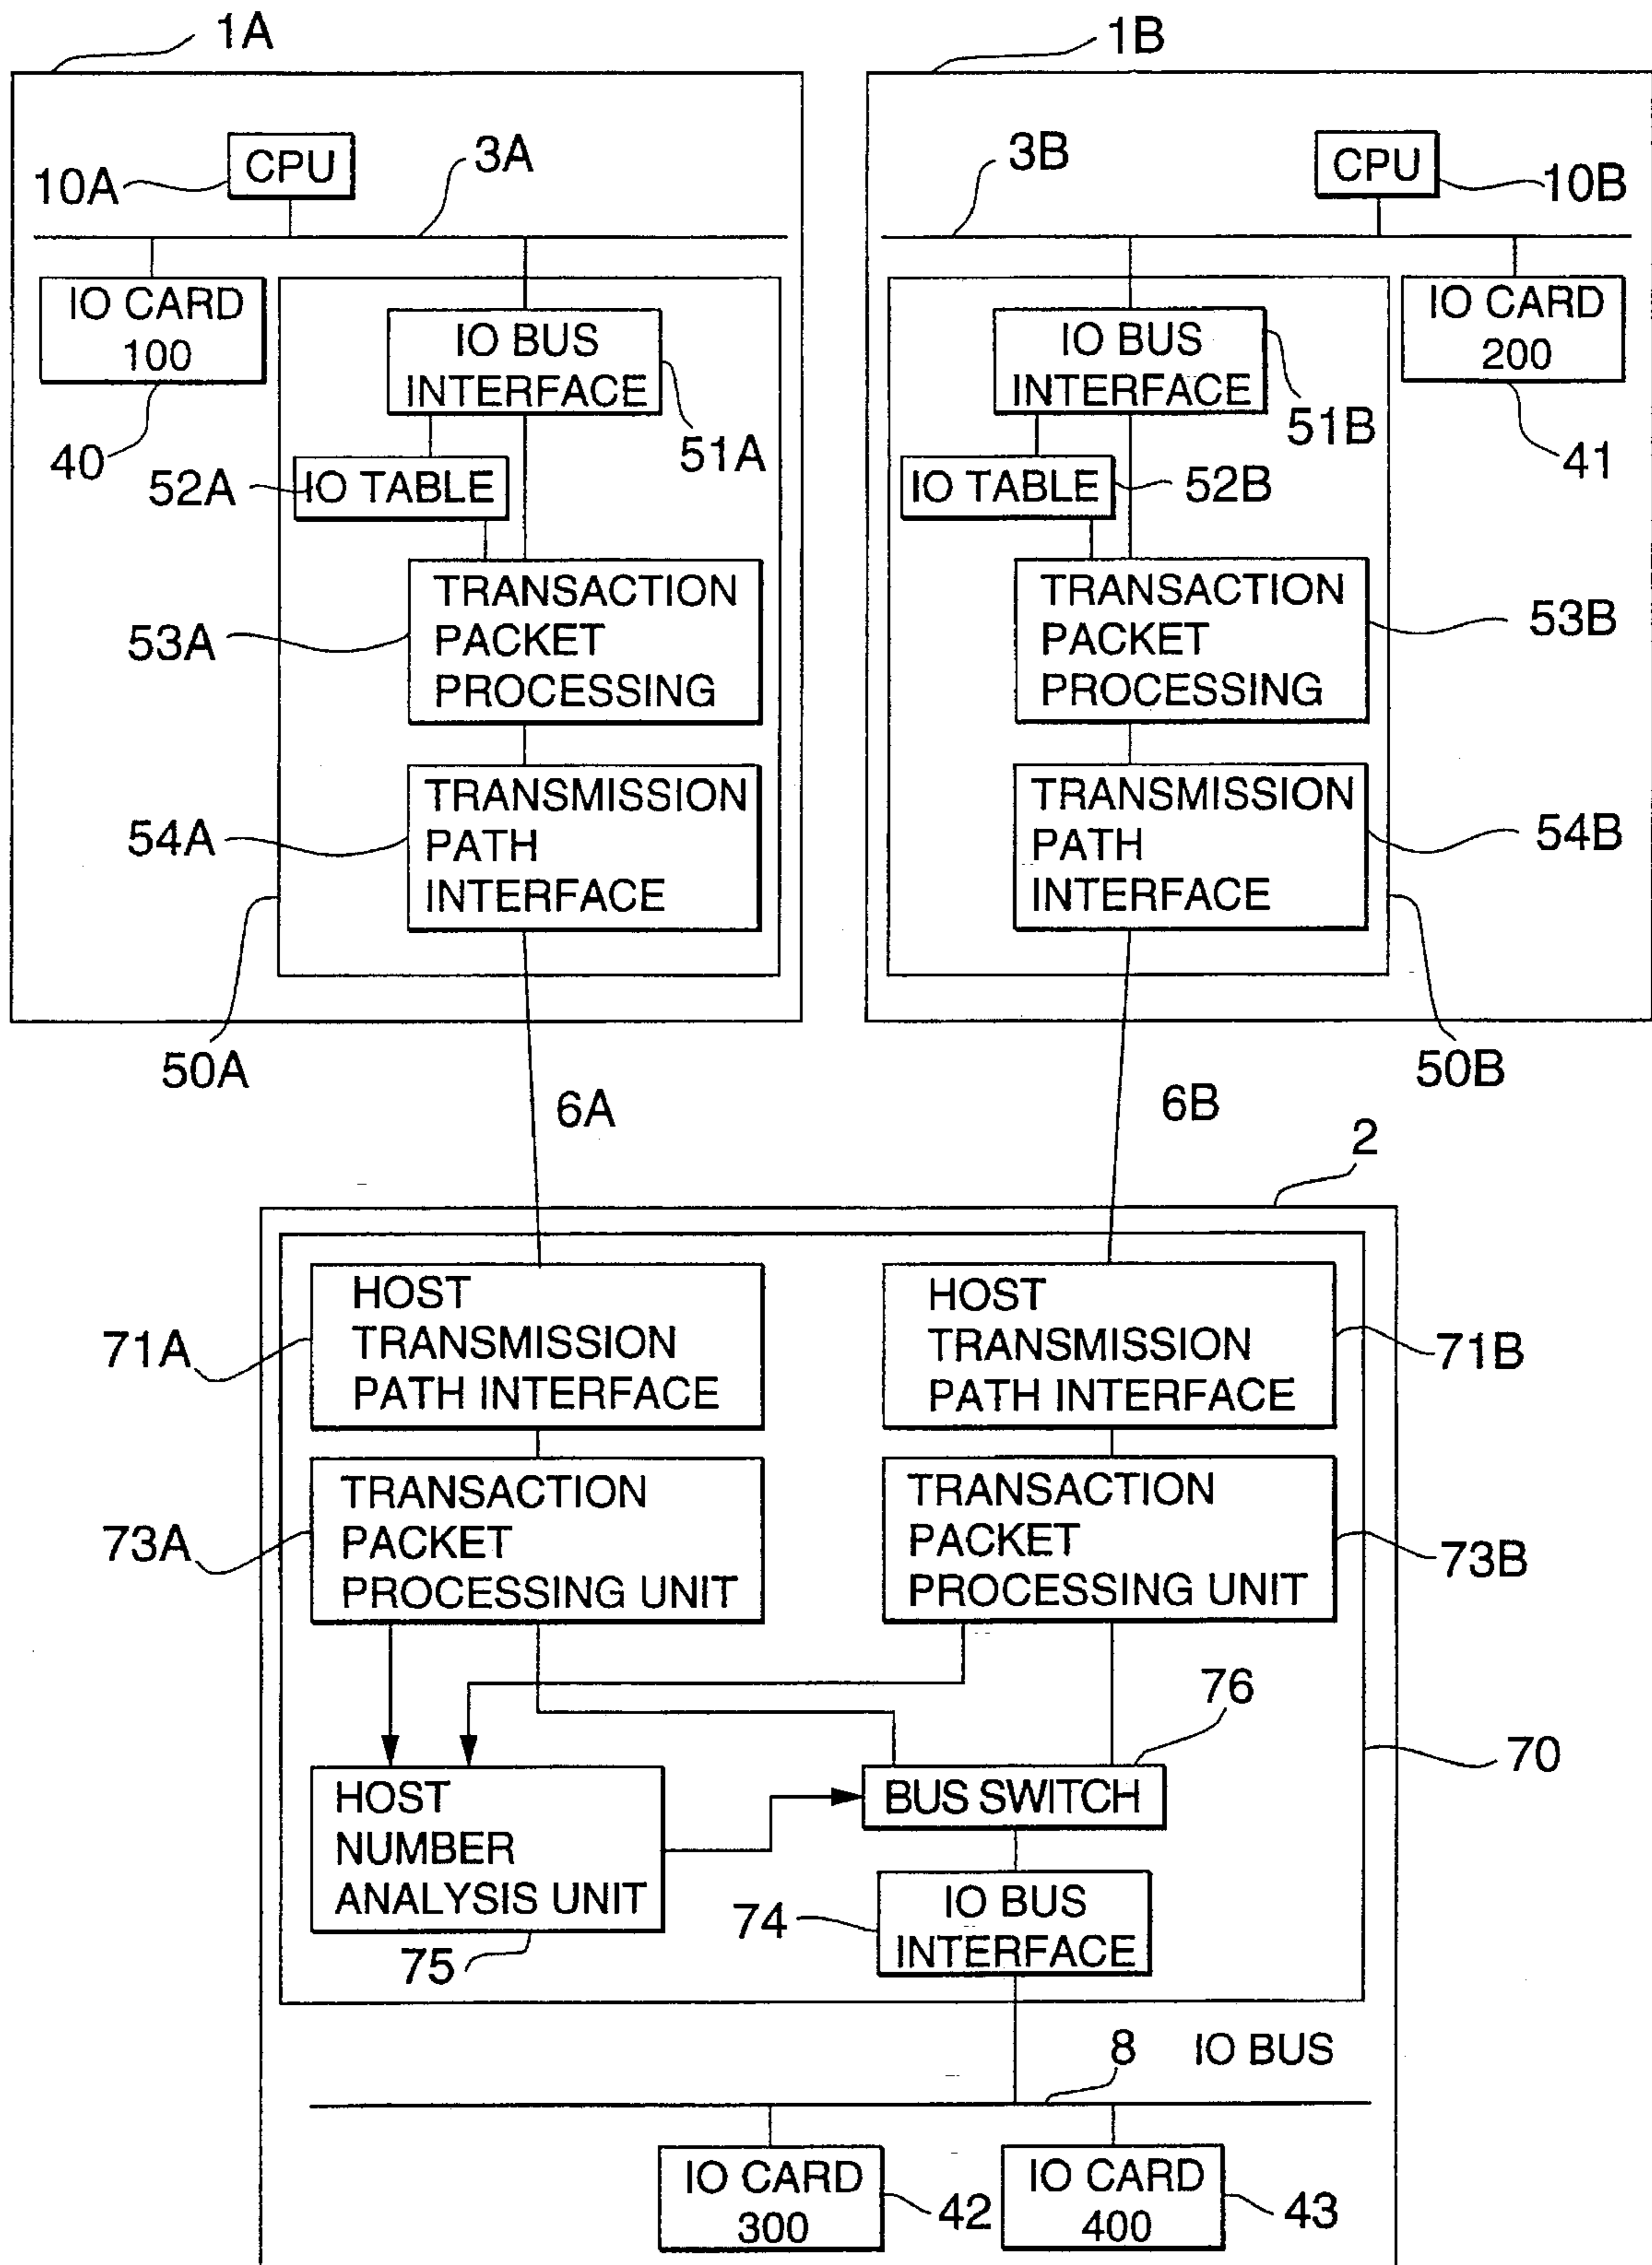 1A
1B
CPU
3A
10A
3B
CPU
10B
IO CARD
100
40
IO BUS
INTERFACE
51A
52A
IO TABLE
53A
TRANSACTION
PACKET
PROCESSING
54A
TRANSMISSION
PATH
INTERFACE
50A
IO BUS
INTERFACE
51B
IO CARD
200
41
IO TABLE
52B
TRANSACTION
PACKET
PROCESSING
53B
TRANSMISSION
PATH
INTERFACE
54B
50B
6A
6B
2
HOST
TRANSMISSION
PATH INTERFACE
71A
HOST
TRANSMISSION
PATH INTERFACE
71B
TRANSACTION
PACKET
PROCESSING UNIT
73A
TRANSACTION
PACKET
PROCESSING UNIT
73B
76
70
HOST
NUMBER
ANALYSIS UNIT
75
BUS SWITCH
74
IO BUS
INTERFACE
8
IO BUS
IO CARD
300
42
IO CARD
400
43